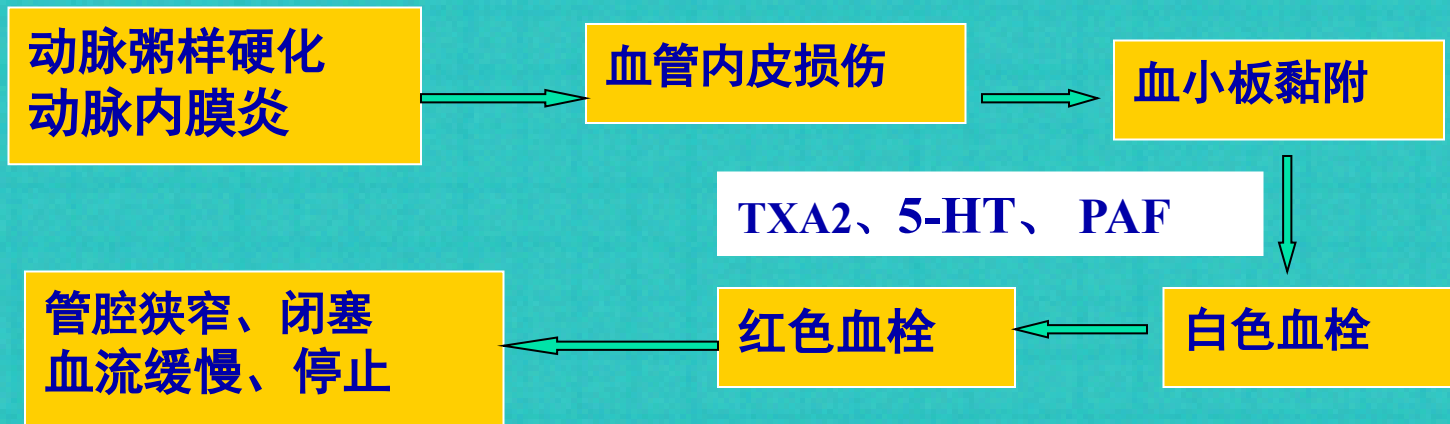 动脉粥样硬化
动脉内膜炎
血管内皮损伤
血小板黏附
TXA2、5-HT、 PAF
白色血栓
红色血栓
管腔狭窄、闭塞
血流缓慢、停止